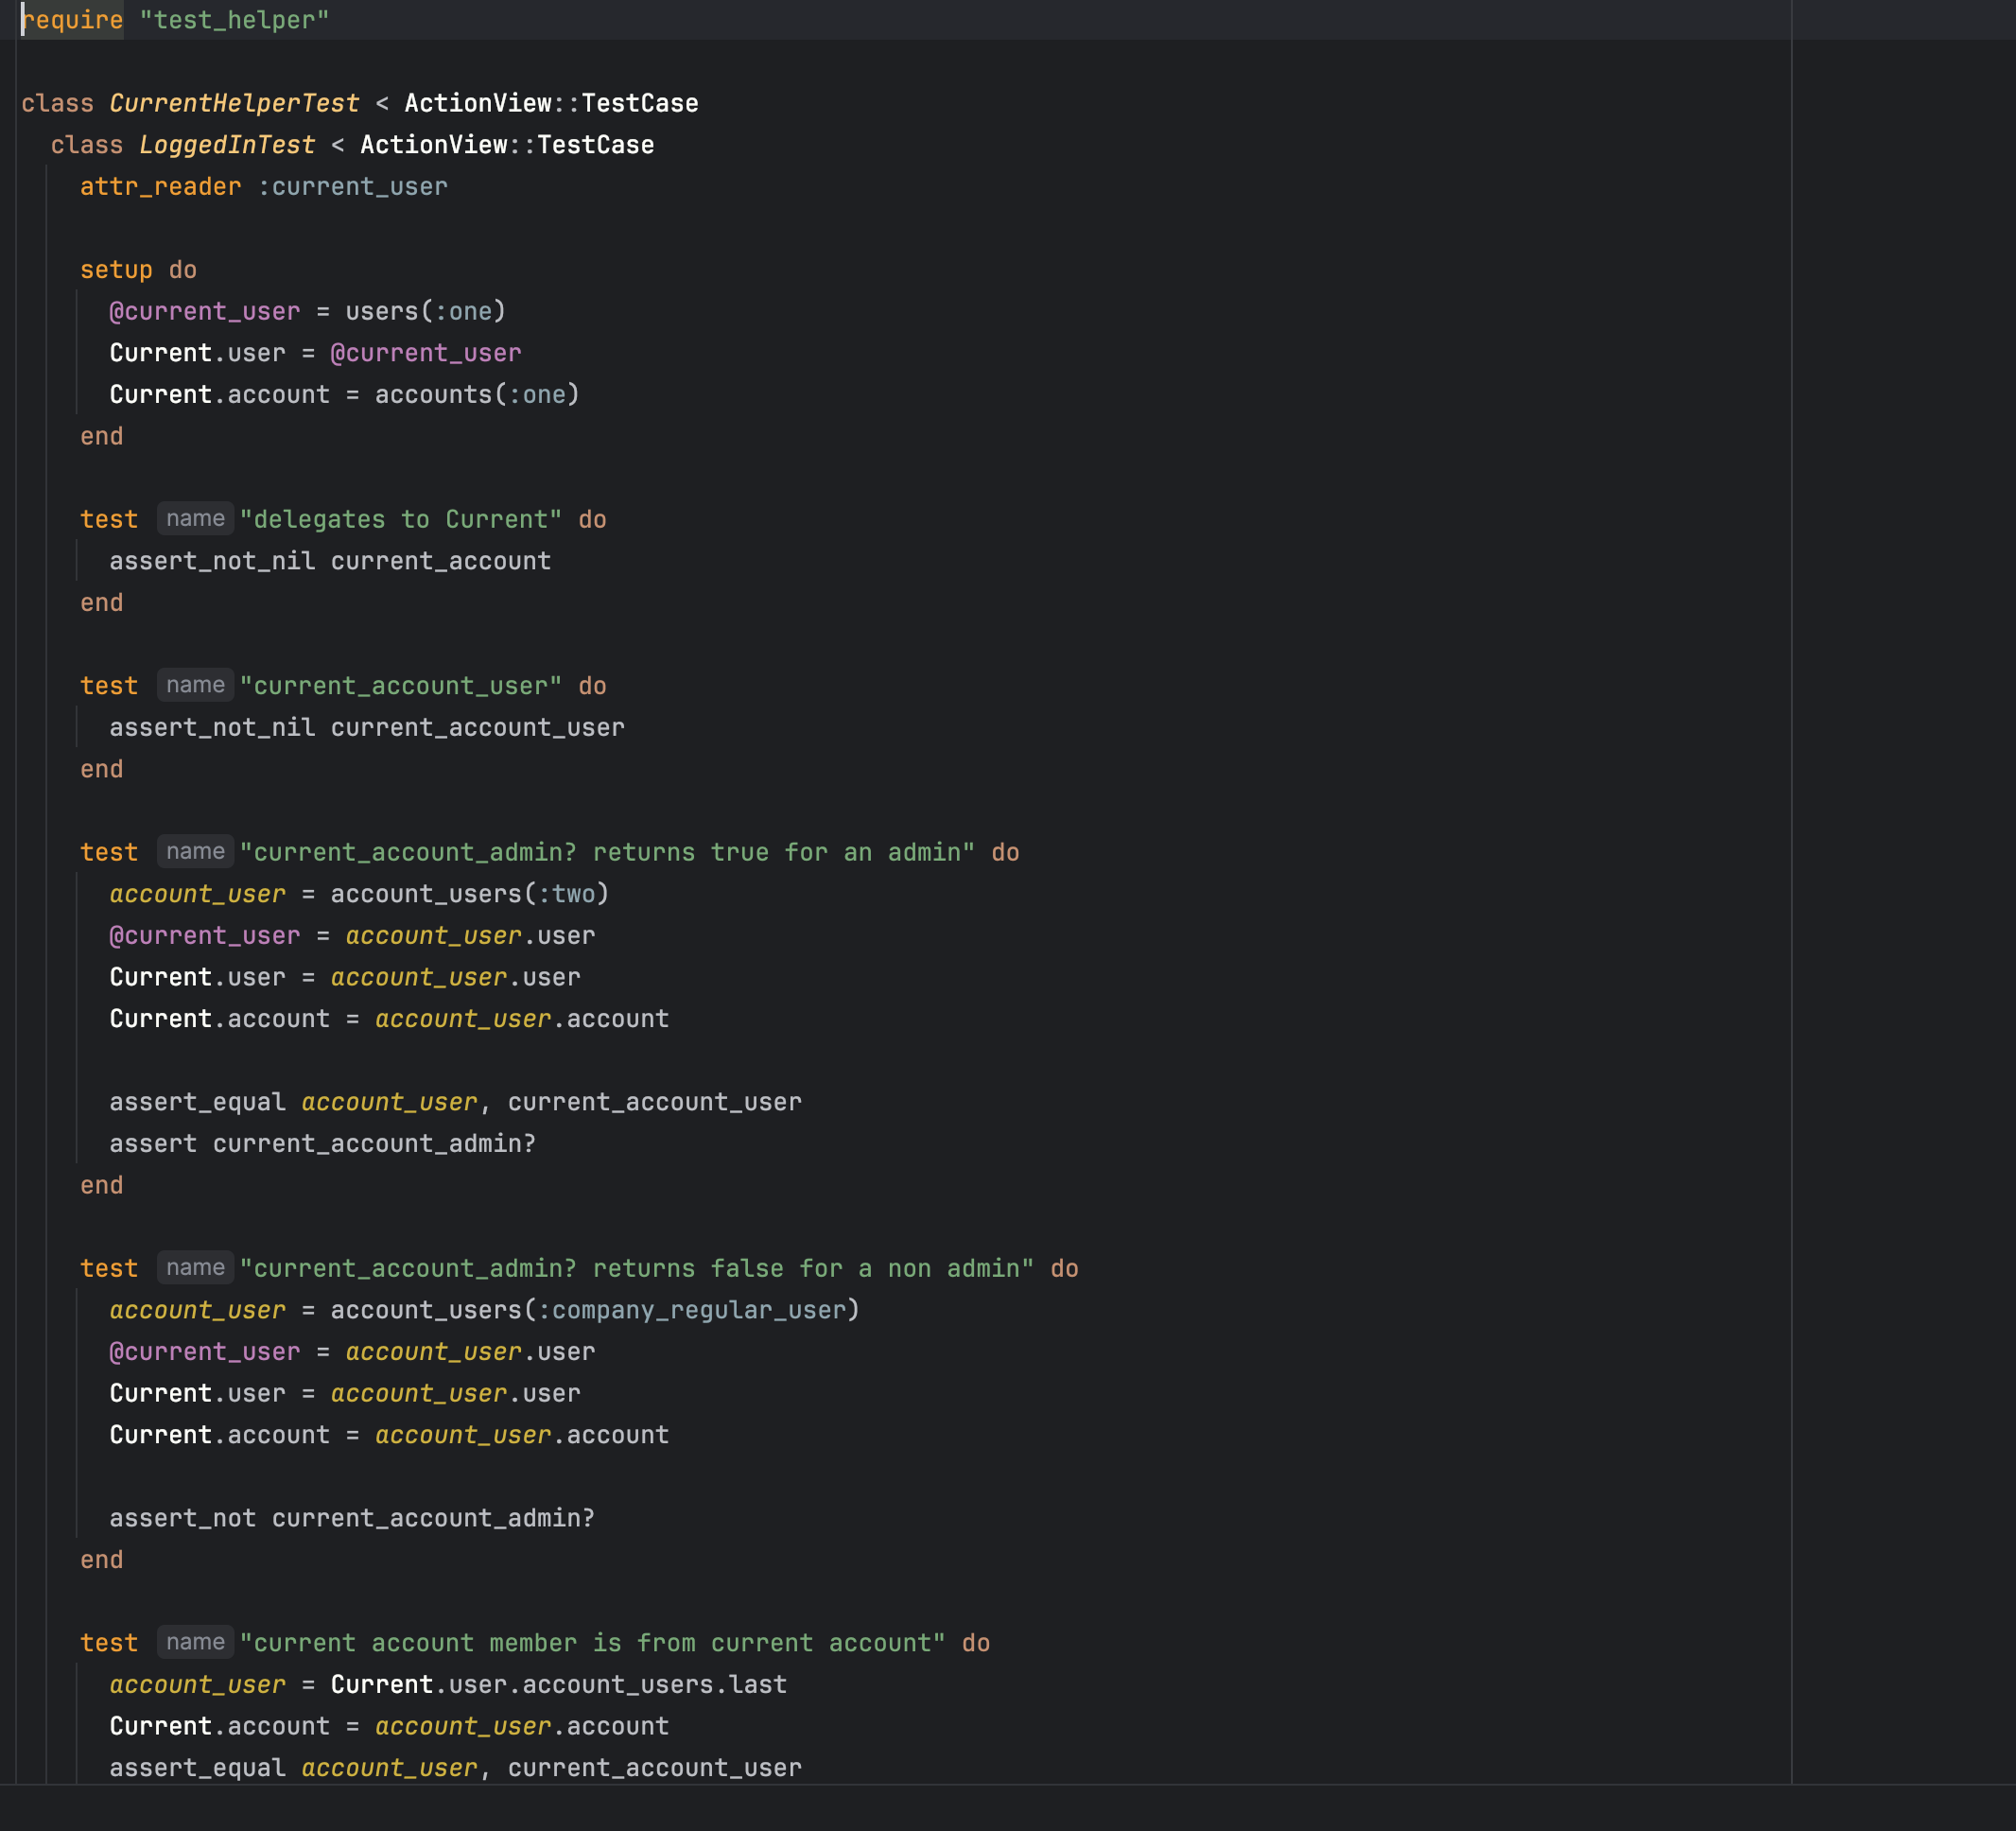 require "test_helper"
class CurrentHelperTest < ActionView::TestCase
class LoggedInTest < ActionView::TestCase
attr_reader :current_user
setup do
@current_user = users(:one)
Current.user = @current_user
Current.account = accounts(:one)
end
test name "delegates to Current" do
assert_not_nil current_account
end
test name "current_account_user" do
assert_not_nil current_account_user
end
test name "current_account_admin? returns true for an admin" do
account_user = account_users(:two)
@current_user = account_user.user
Current.user = account_user.user
Current.account = account_user.account
assert_equal account_user, current_account_user
assert current_account_admin?
end
test name "current_account_admin? returns false for a non admin" do
account_user = account_users(:company_regular_user)
@current_user = account_user.user
Current.user = account_user.user
Current.account = account_user.account
assert_not current_account_admin?
end
test name "current account member is from current account" do
account_user = Current.user.account_users.last
Current.account = account_user.account
assert_equal account_user, current_account_user